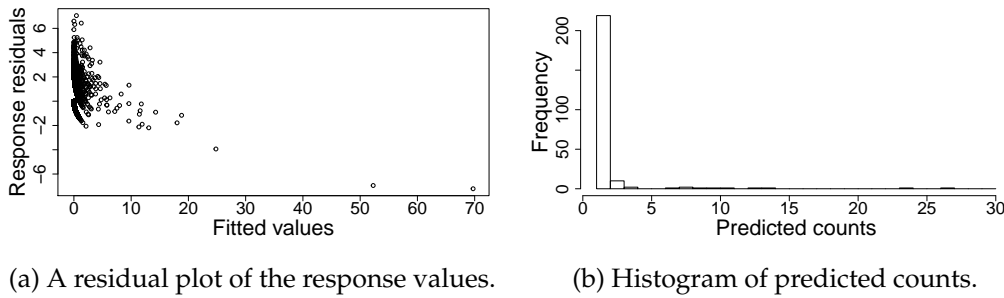 6
4
2
−2
−6
Response residuals
0 10 20 30 40 50 60 70
Fitted values
200
100
50
0
Frequency
0 5 10 15 20 25 30
Predicted counts
(a) A residual plot of the response values.
(b) Histogram of predicted counts.